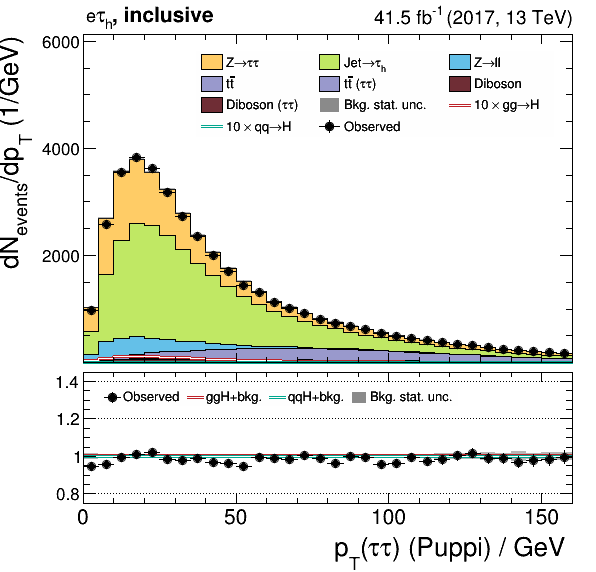 eτh, inclusive 41.5 fb⁻¹ (2017, 13 TeV)
dNevents/dpT (1/GeV)
6000
4000
2000
Z→ττ Jet→τh Z→ll
tt̄ tt̄ (ττ) Diboson
Diboson (ττ) Bkg. stat. unc. 10 × gg→H
10 × qq→H Observed
1.4
1.2
1
0.8
Observed ggH+bkg. qqH+bkg. Bkg. stat. unc.
0 50 100 150
pT(ττ) (Puppi) / GeV